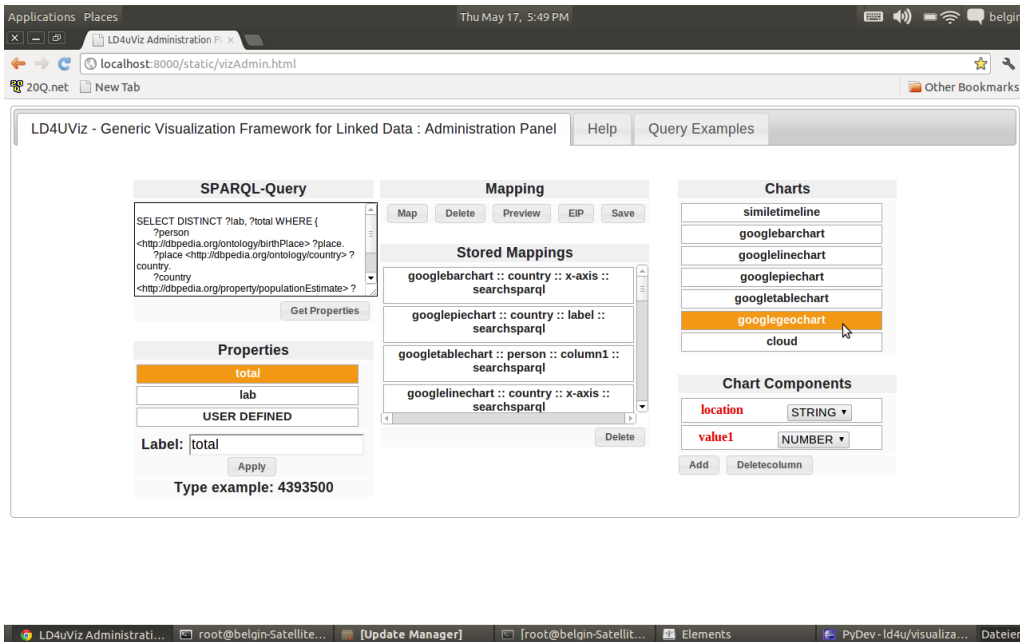 Applications Places
Thu May 17, 5:49 PM
belgin
LD4uViz Administration P
localhost:8000/static/vizAdmin.html
20Q.net
New Tab
Other Bookmarks
LD4UViz - Generic Visualization Framework for Linked Data : Administration Panel
Help
Query Examples
SPARQL-Query
SELECT DISTINCT ?lab, ?total WHERE {
?person
<http://dbpedia.org/ontology/birthPlace> ?place.
?place <http://dbpedia.org/ontology/country> ?
country.
?country
<http://dbpedia.org/property/populationEstimate> ?
Get Properties
Properties
total
lab
USER DEFINED
Label: total
Apply
Type example: 4393500
Mapping
Map
Delete
Preview
EIP
Save
Stored Mappings
googlebarchart :: country :: x-axis ::
searchsparql
googlepiechart :: country :: label ::
searchsparql
googletablechart :: person :: column1 ::
searchsparql
googlelinechart :: country :: x-axis ::
searchsparql
Delete
Charts
similetimeline
googlebarchart
googlelinechart
googlepiechart
googletablechart
googlegeochart
cloud
Chart Components
location STRING
value1 NUMBER
Add
Deletecolumn
LD4uViz Administrati...
root@belgin-Satellite...
[Update Manager]
[root@belgin-Satellit...
Elements
PyDev - ld4u/visualiza...
Dateien